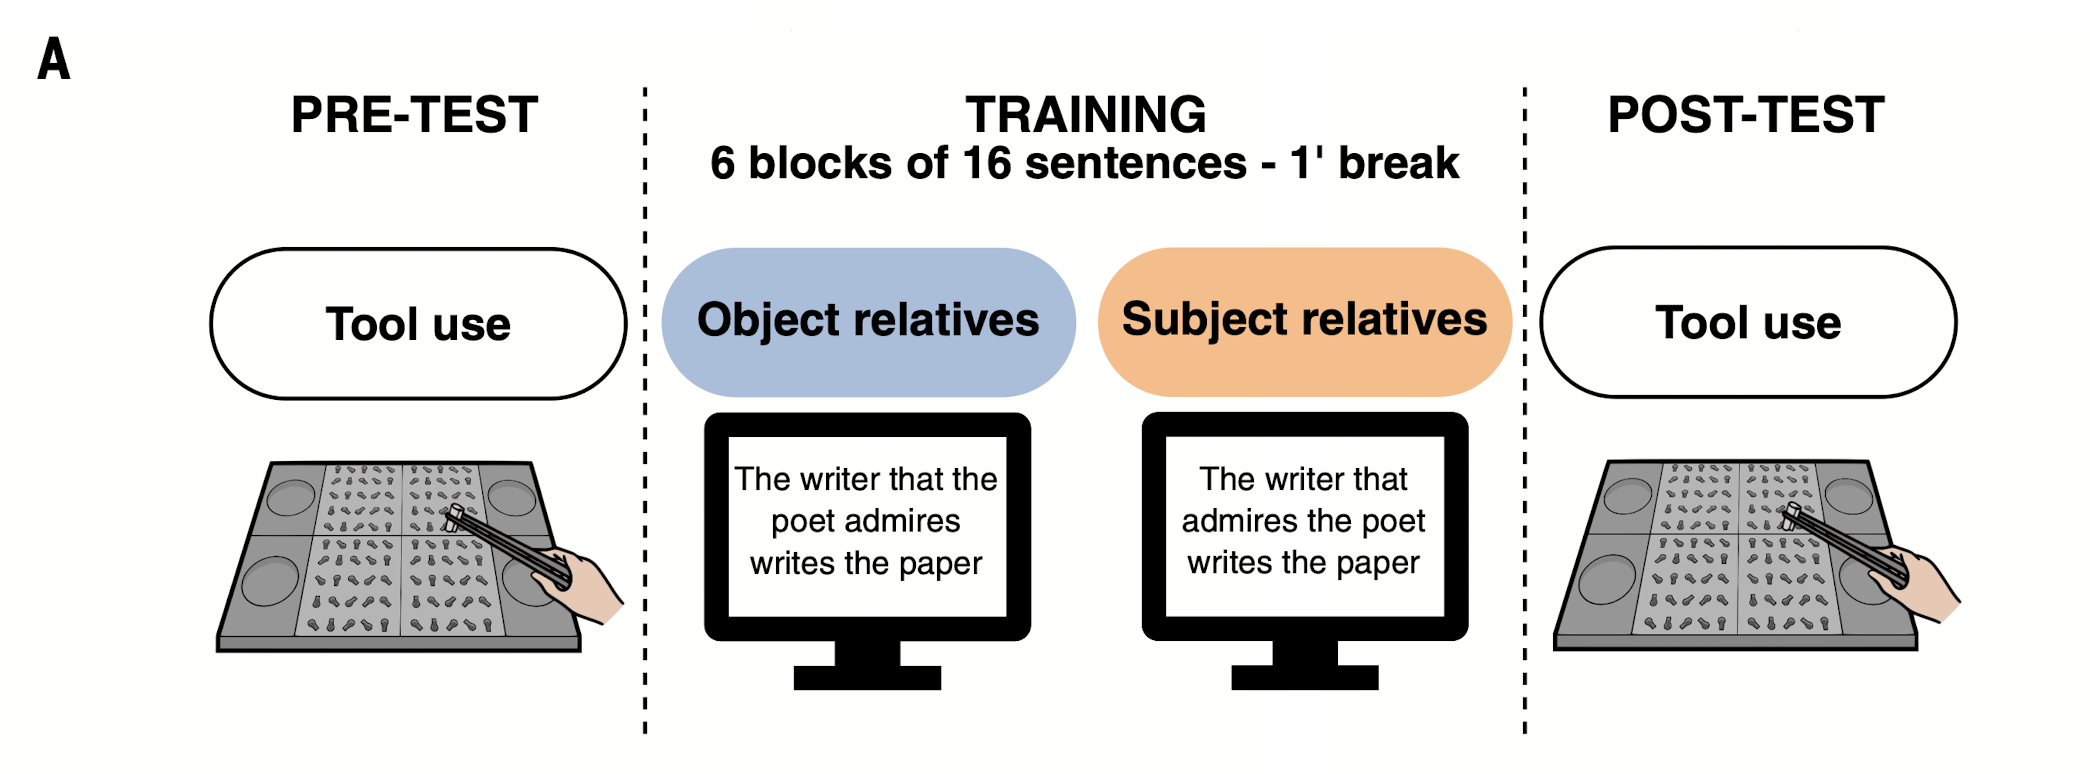 A
PRE-TEST
TRAINING
6 blocks of 16 sentences - 1' break
POST-TEST
Tool use
Object relatives
Subject relatives
Tool use
The writer that the
poet admires
writes the paper
The writer that
admires the poet
writes the paper